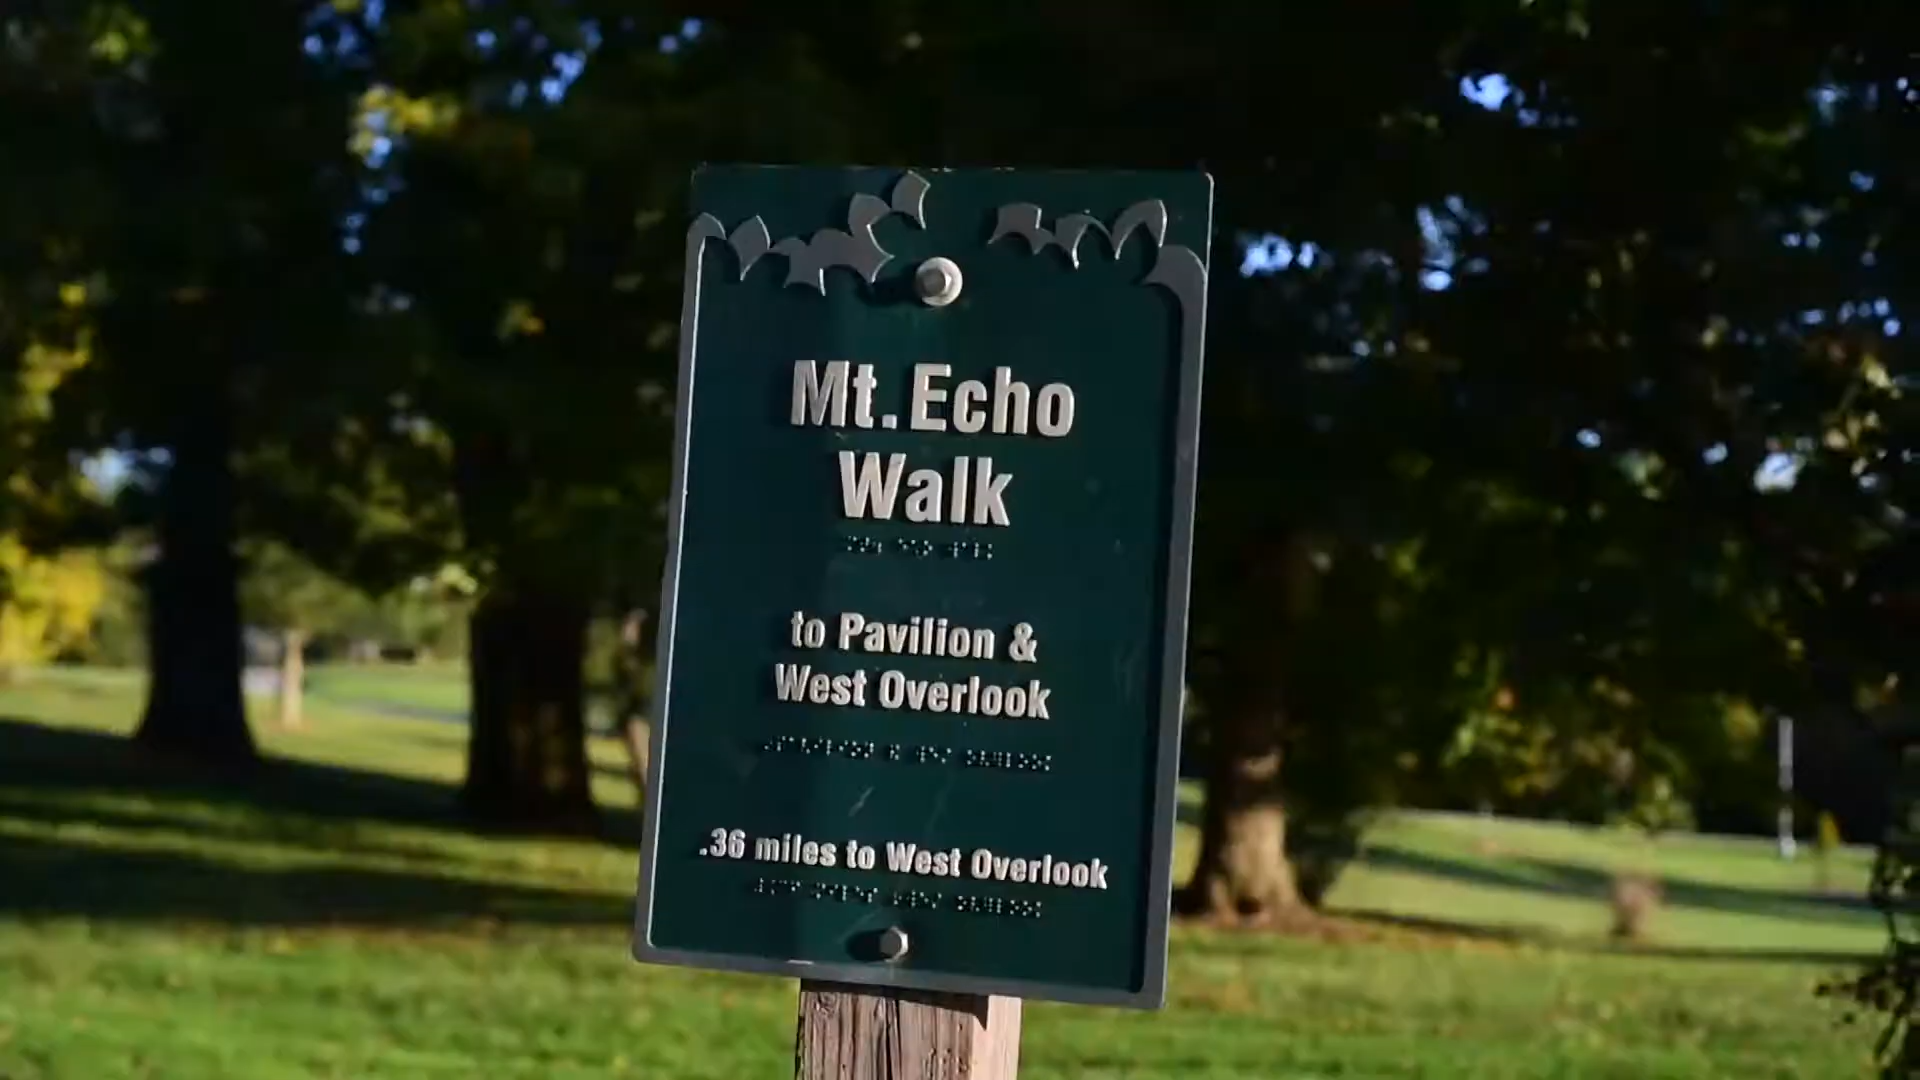 Mt. Echo
Walk
to Pavilion &
West Overlook
.36 miles to West Overlook